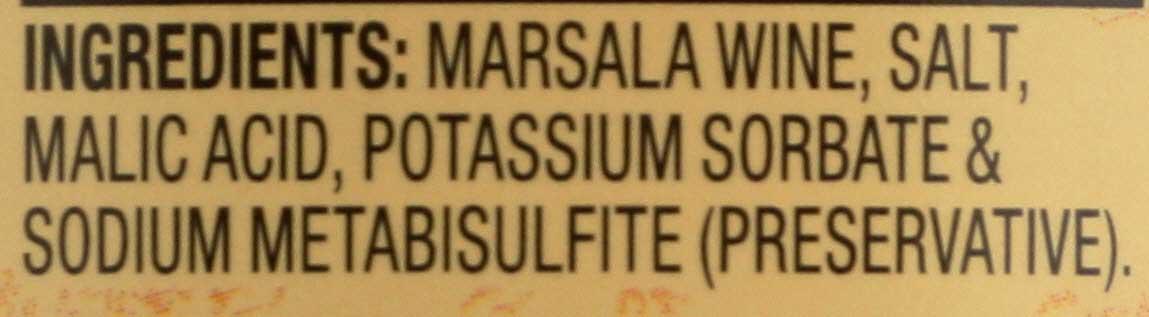 INGREDIENTS: MARSALA WINE, SALT,
MALIC ACID, POTASSIUM SORBATE &
SODIUM METABISULFITE (PRESERVATIVE).